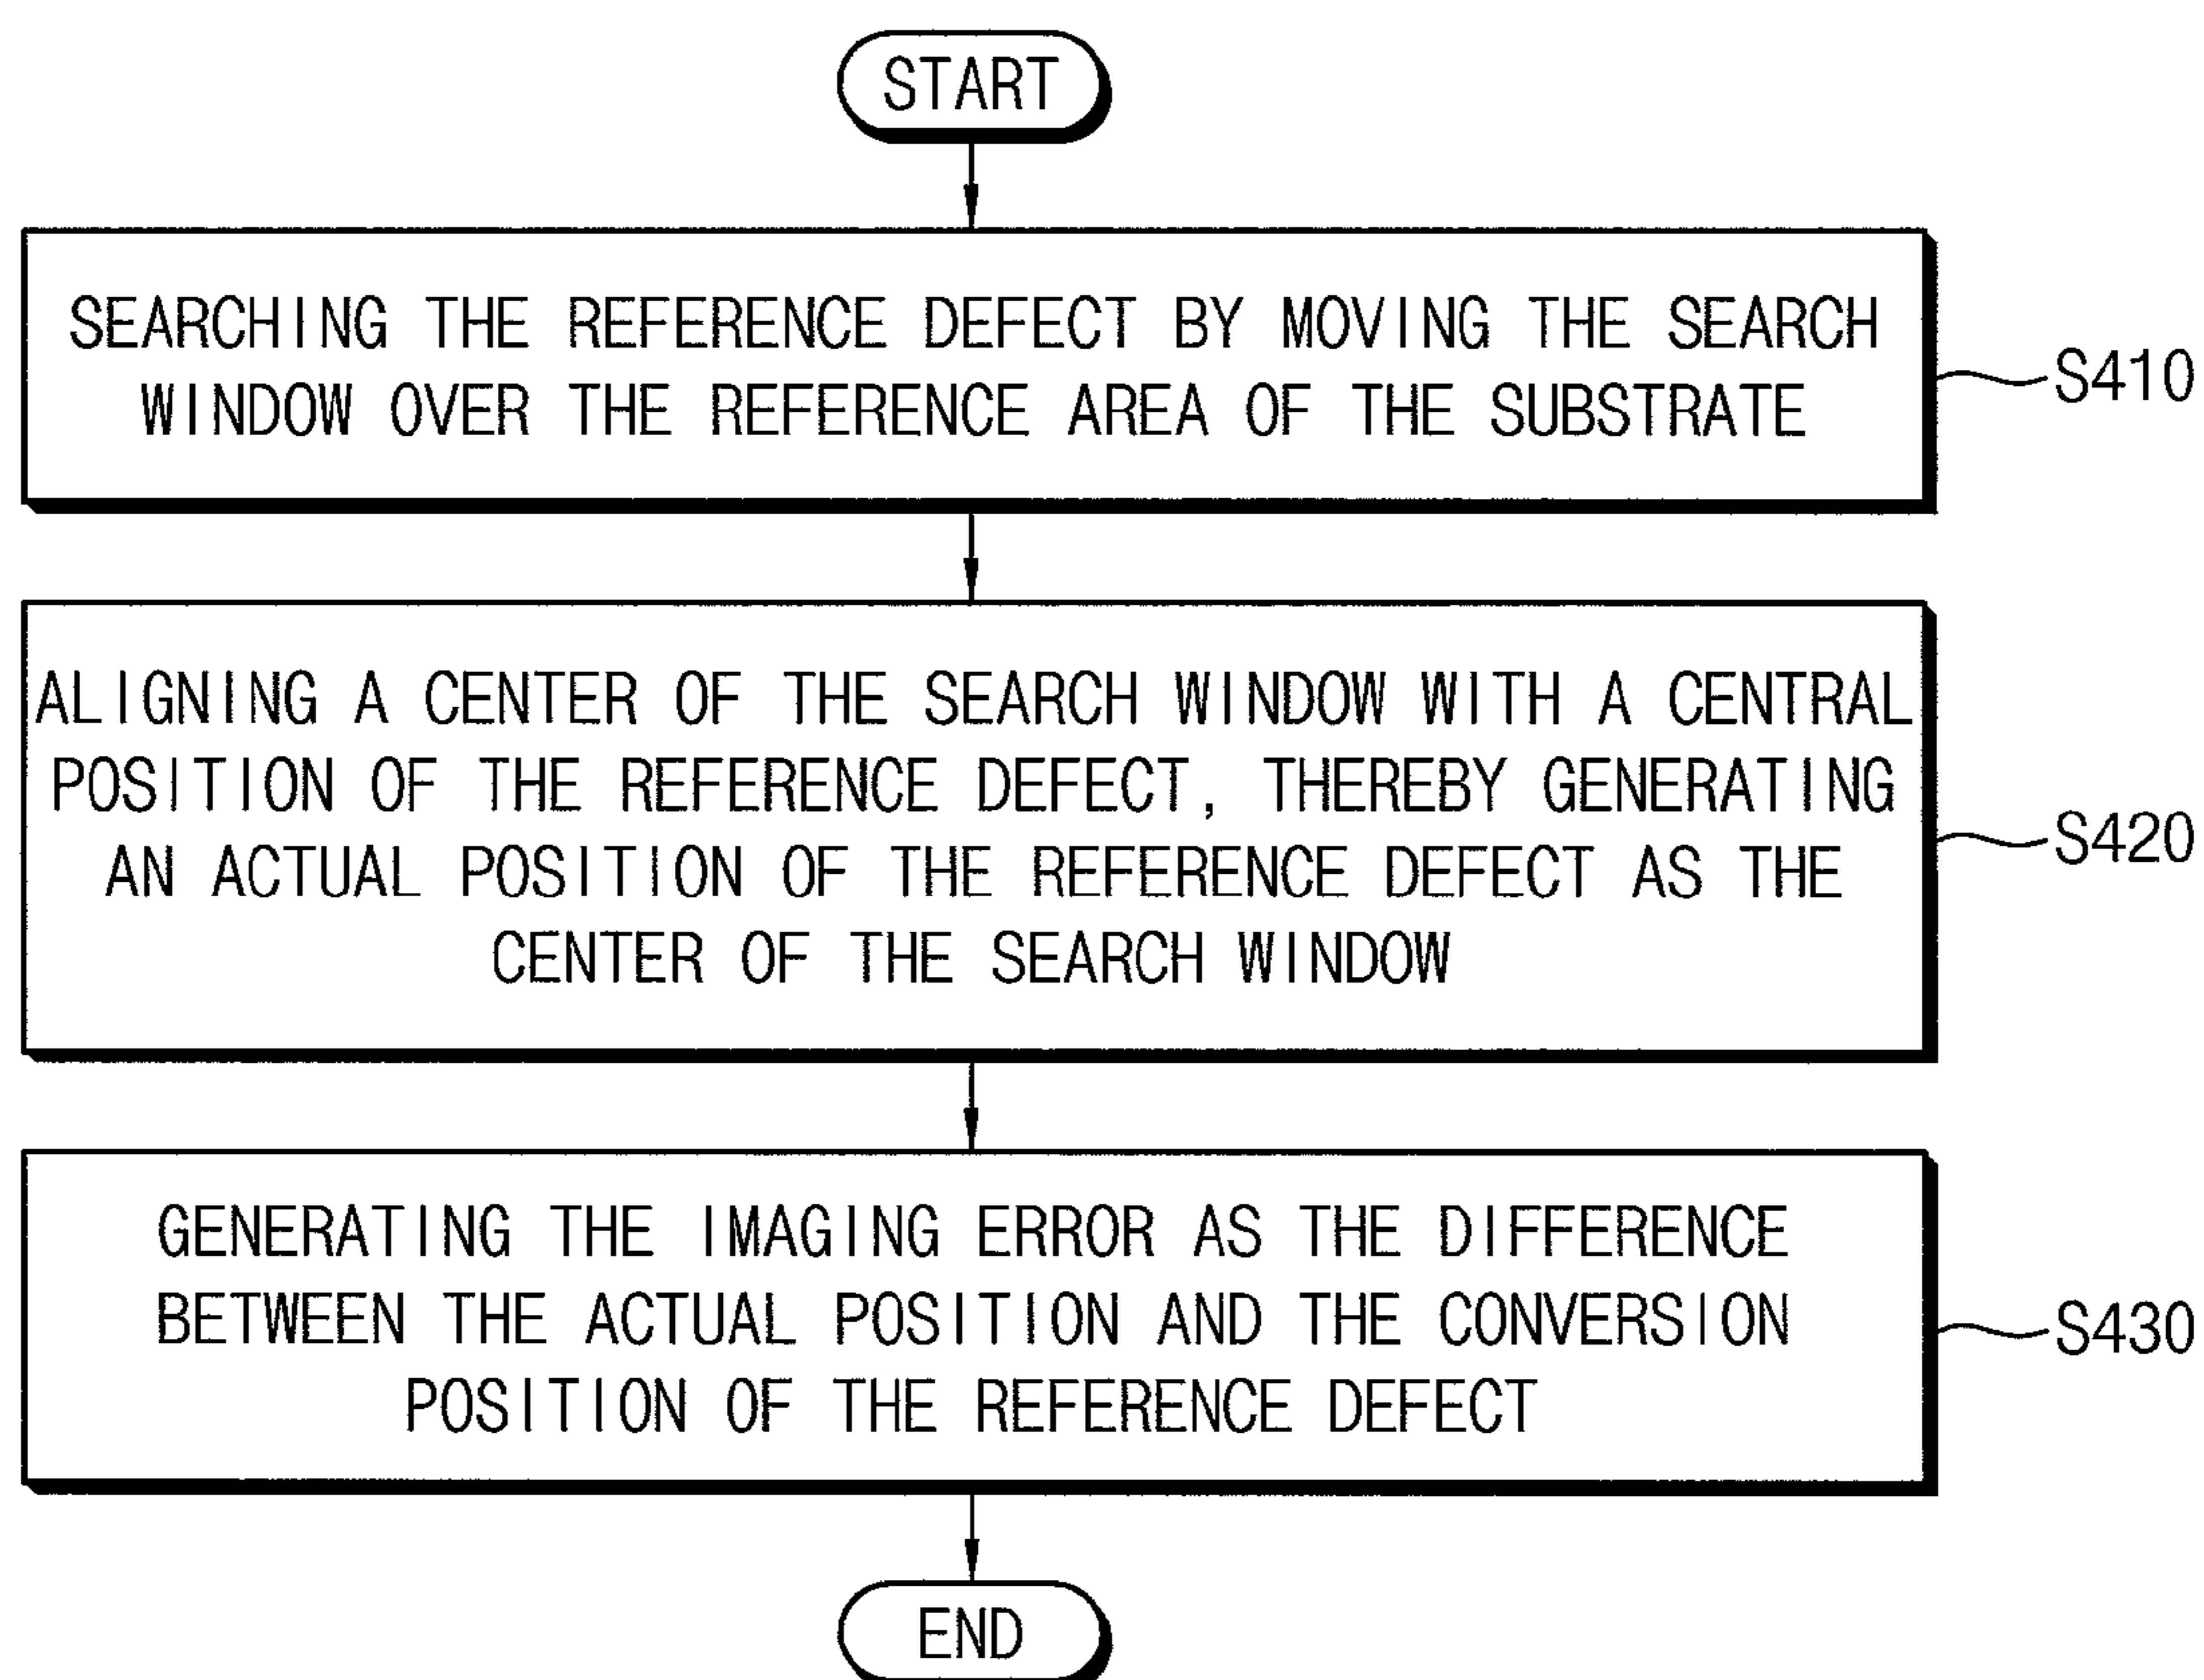 START
SEARCHING THE REFERENCE DEFECT BY MOVING THE SEARCH
WINDOW OVER THE REFERENCE AREA OF THE SUBSTRATE
S410
ALIGNING A CENTER OF THE SEARCH WINDOW WITH A CENTRAL
POSITION OF THE REFERENCE DEFECT, THEREBY GENERATING
AN ACTUAL POSITION OF THE REFERENCE DEFECT AS THE
CENTER OF THE SEARCH WINDOW
S420
GENERATING THE IMAGING ERROR AS THE DIFFERENCE
BETWEEN THE ACTUAL POSITION AND THE CONVERSION
POSITION OF THE REFERENCE DEFECT
S430
END